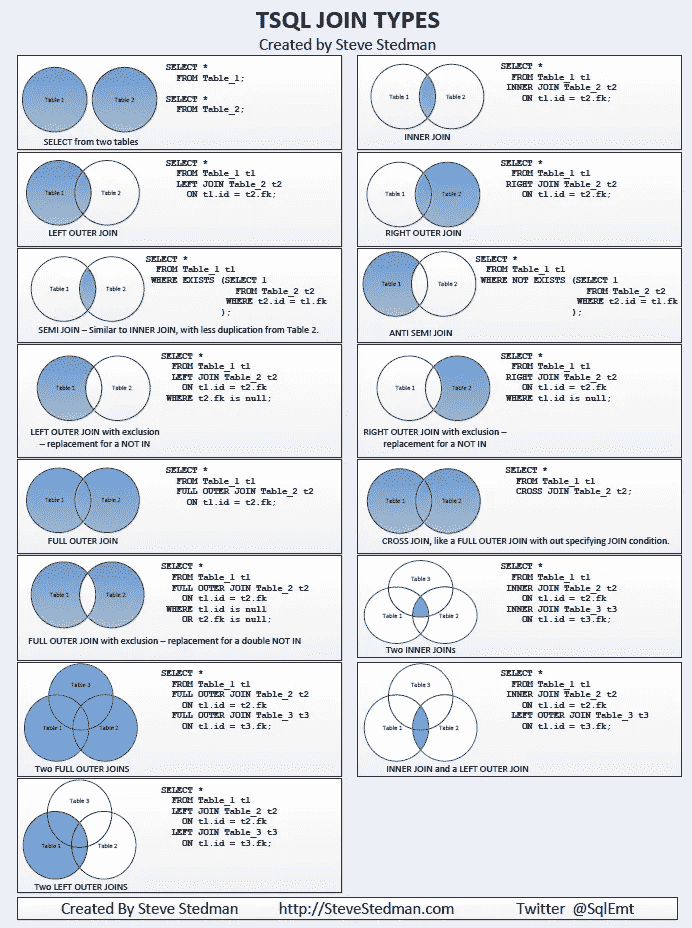 TSQL JOIN TYPES
Created by Steve Stedman
Table 1
Table 2
SELECT *
FROM Table_1;
SELECT *
FROM Table_2;
SELECT from two tables
Table 1
Table 2
SELECT *
FROM Table_1 t1
INNER JOIN Table_2 t2
ON t1.id = t2.fk;
INNER JOIN
Table 1
Table 2
SELECT *
FROM Table_1 t1
LEFT JOIN Table_2 t2
ON t1.id = t2.fk;
LEFT OUTER JOIN
Table 1
Table 2
SELECT *
FROM Table_1 t1
RIGHT JOIN Table_2 t2
ON t1.id = t2.fk;
RIGHT OUTER JOIN
Table 1
Table 2
SELECT *
FROM Table_1 t1
WHERE EXISTS (SELECT 1
FROM Table_2 t2
WHERE t2.id = t1.fk
);
SEMI JOIN – Similar to INNER JOIN, with less duplication from Table 2.
Table 1
Table 2
SELECT *
FROM Table_1 t1
WHERE NOT EXISTS (SELECT 1
FROM Table_2 t2
WHERE t2.id = t1.fk
);
ANTI SEMI JOIN
Table 1
Table 2
SELECT *
FROM Table_1 t1
LEFT JOIN Table_2 t2
ON t1.id = t2.fk
WHERE t2.fk is null;
LEFT OUTER JOIN with exclusion
– replacement for a NOT IN
Table 1
Table 2
SELECT *
FROM Table_1 t1
RIGHT JOIN Table_2 t2
ON t1.id = t2.fk
WHERE t1.id is null;
RIGHT OUTER JOIN with exclusion –
replacement for a NOT IN
Table 1
Table 2
SELECT *
FROM Table_1 t1
FULL OUTER JOIN Table_2 t2
ON t1.id = t2.fk;
FULL OUTER JOIN
Table 1
Table 2
SELECT *
FROM Table_1 t1
CROSS JOIN Table_2 t2;
CROSS JOIN, like a FULL OUTER JOIN with out specifying JOIN condition.
Table 1
Table 2
SELECT *
FROM Table_1 t1
FULL OUTER JOIN Table_2 t2
ON t1.id = t2.fk
WHERE t1.id is null
OR t2.fk is null;
FULL OUTER JOIN with exclusion – replacement for a double NOT IN
Table 3
Table 1
Table 2
SELECT *
FROM Table_1 t1
INNER JOIN Table_2 t2
ON t1.id = t2.fk
INNER JOIN Table_3 t3
ON t1.id = t3.fk;
Two INNER JOINs
Table 3
Table 1
Table 2
SELECT *
FROM Table_1 t1
FULL OUTER JOIN Table_2 t2
ON t1.id = t2.fk
FULL OUTER JOIN Table_3 t3
ON t1.id = t3.fk;
Two FULL OUTER JOINS
Table 3
Table 1
Table 2
SELECT *
FROM Table_1 t1
INNER JOIN Table_2 t2
ON t1.id = t2.fk
LEFT OUTER JOIN Table_3 t3
ON t1.id = t3.fk;
INNER JOIN and a LEFT OUTER JOIN
Table 3
Table 1
Table 2
SELECT *
FROM Table_1 t1
LEFT JOIN Table_2 t2
ON t1.id = t2.fk
LEFT JOIN Table_3 t3
ON t1.id = t3.fk;
Two LEFT OUTER JOINS
Created By Steve Stedman http://SteveStedman.com Twitter @SqlEmt